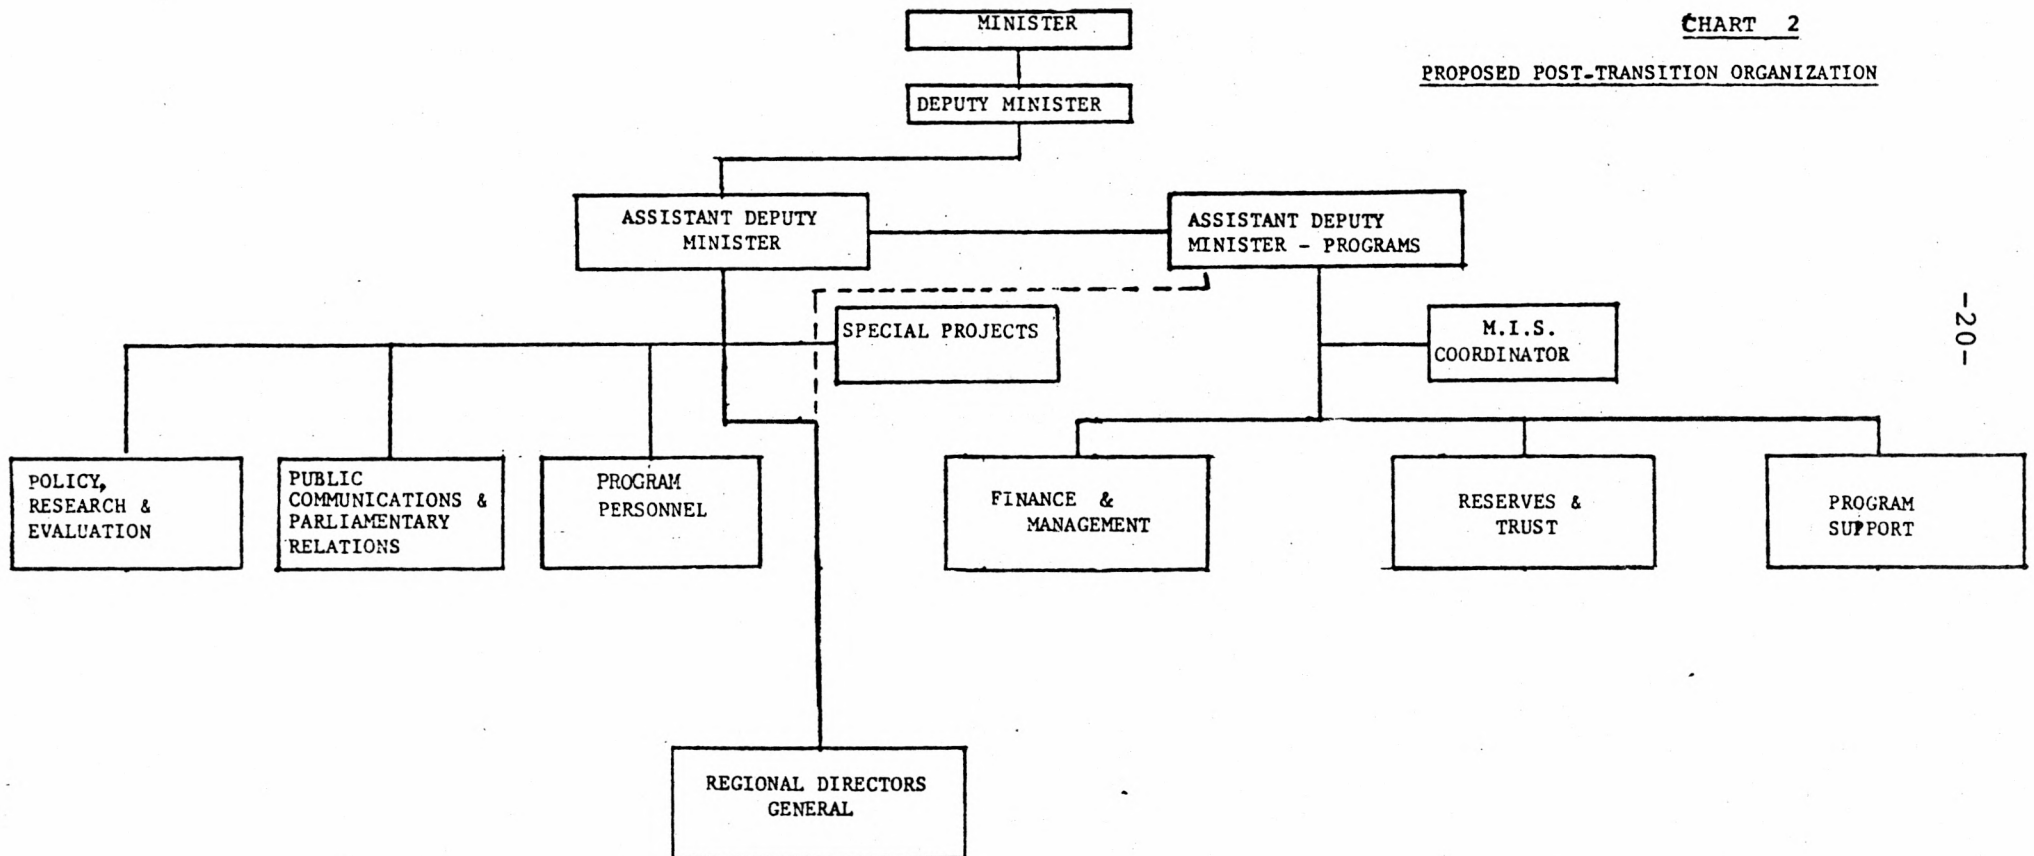 CHART 2
PROPOSED POST-TRANSITION ORGANIZATION
MINISTER
DEPUTY MINISTER
ASSISTANT DEPUTY
MINISTER
ASSISTANT DEPUTY
MINISTER - PROGRAMS
SPECIAL PROJECTS
M.I.S.
COORDINATOR
-20-
POLICY,
RESEARCH &
EVALUATION
PUBLIC
COMMUNICATIONS &
PARLIAMENTARY
RELATIONS
PROGRAM
PERSONNEL
FINANCE &
MANAGEMENT
RESERVES &
TRUST
PROGRAM
SUPPORT
REGIONAL DIRECTORS
GENERAL